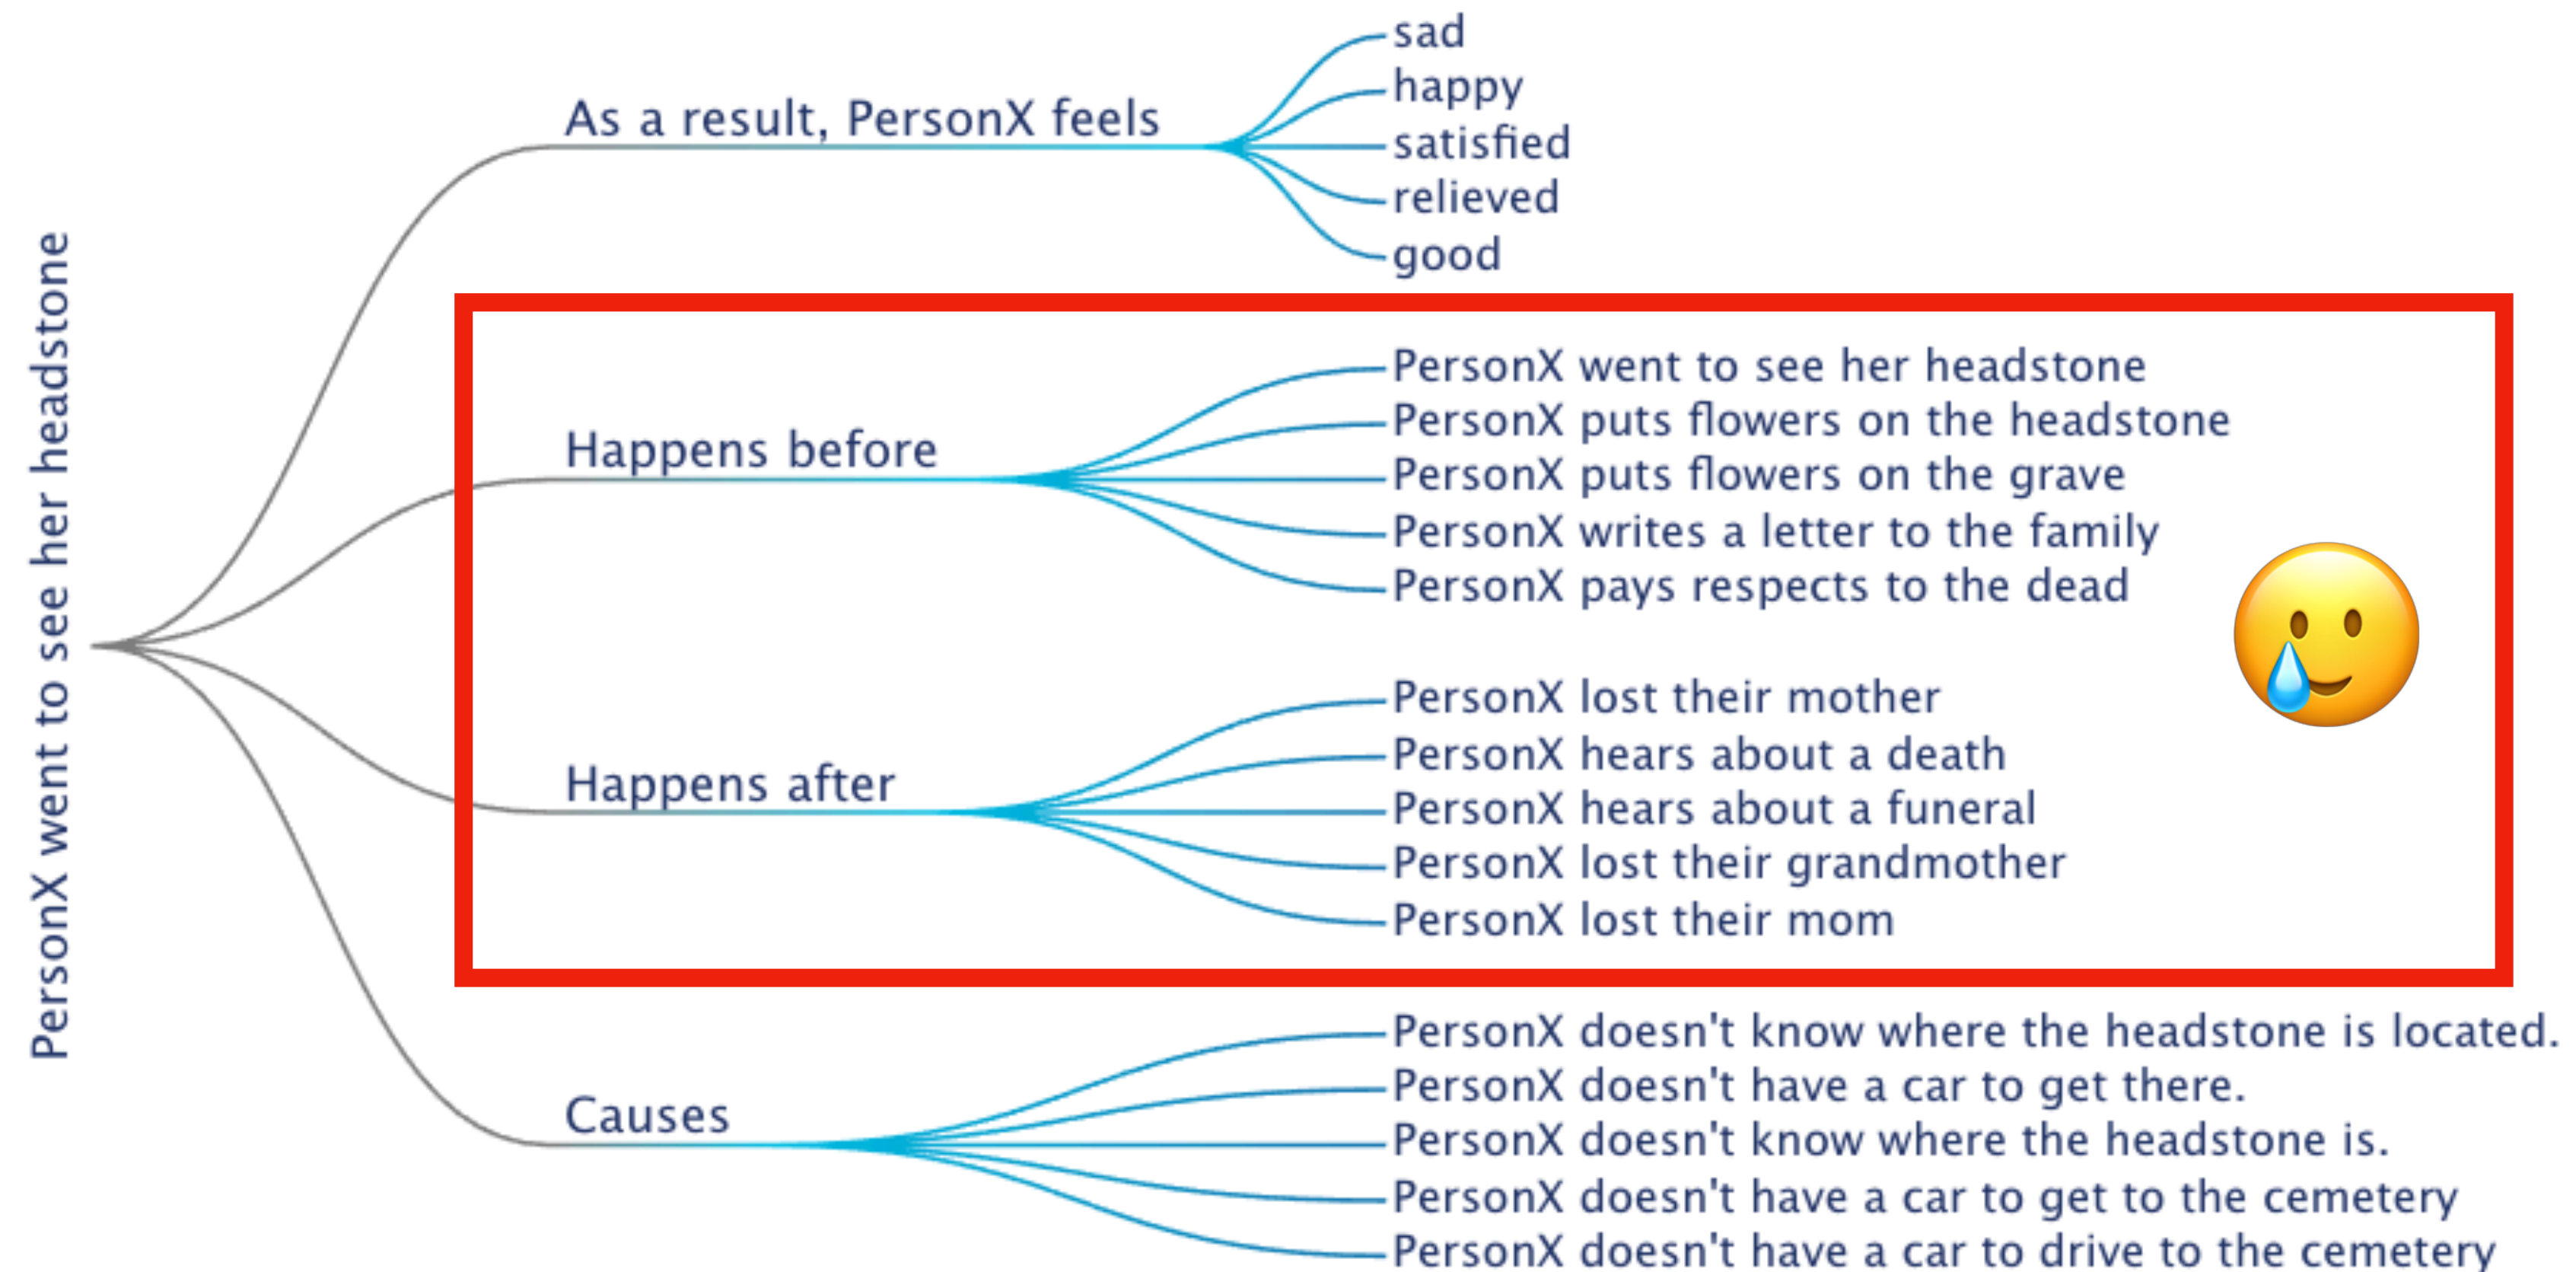 PersonX went to see her headstone
As a result, PersonX feels
sad
happy
satisfied
relieved
good
Happens before
PersonX went to see her headstone
PersonX puts flowers on the headstone
PersonX puts flowers on the grave
PersonX writes a letter to the family
PersonX pays respects to the dead
Happens after
PersonX lost their mother
PersonX hears about a death
PersonX hears about a funeral
PersonX lost their grandmother
PersonX lost their mom
Causes
PersonX doesn't know where the headstone is located.
PersonX doesn't have a car to get there.
PersonX doesn't know where the headstone is.
PersonX doesn't have a car to get to the cemetery
PersonX doesn't have a car to drive to the cemetery